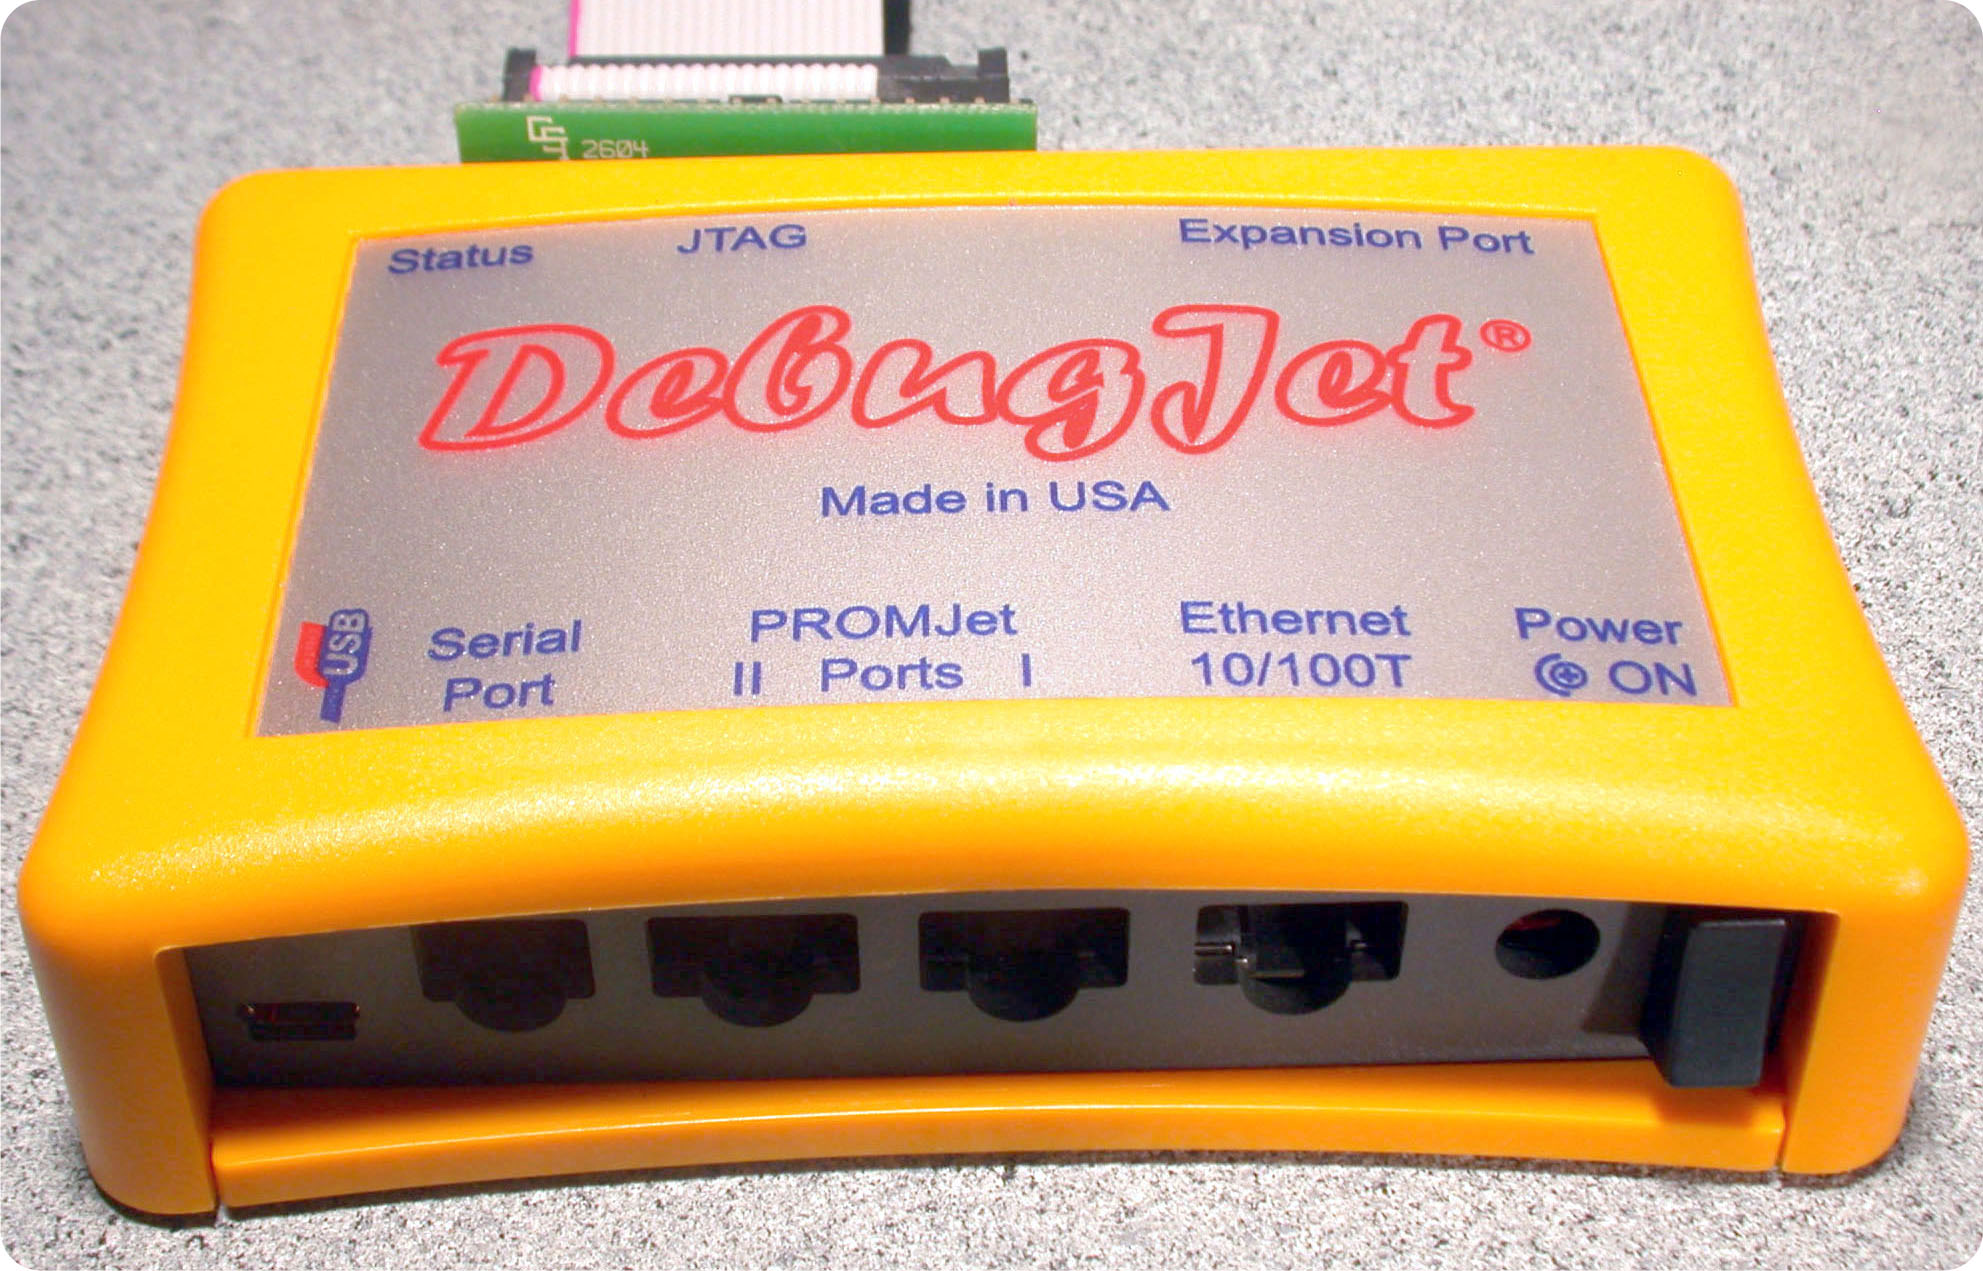 2604
Status JTAG Expansion Port
DebugJet®
Made in USA
USB Serial Port
PROMJet
II Ports I
Ethernet
10/100T
Power
ON